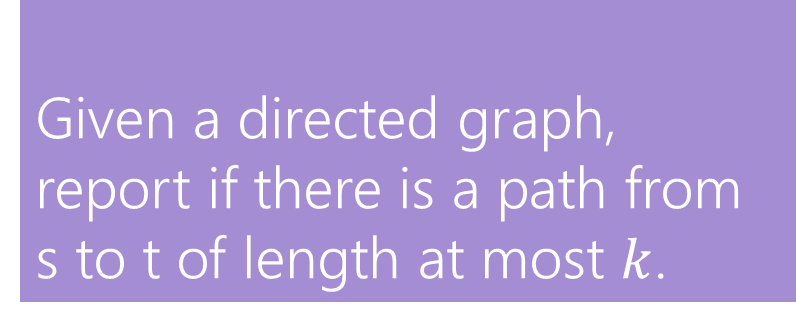 Given a directed graph,
report if there is a path from
s to t of length at most k.